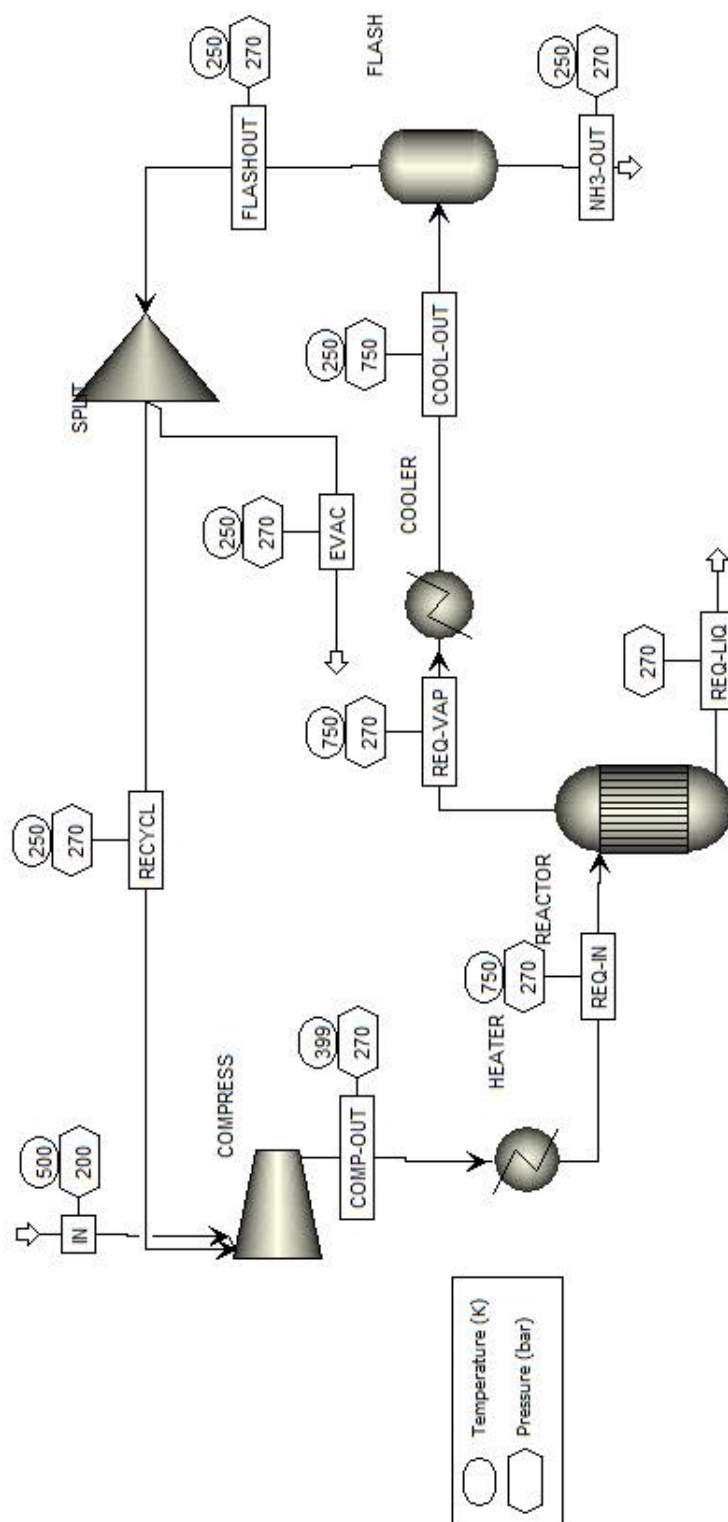 500
200
IN
250
270
RECYCL
SPLIT
250
270
FLASHOUT
COMPRESS
250
270
EVAC
399
270
COMP-OUT
250
750
COOL-OUT
FLASH
750
270
REQ-VAP
COOLER
HEATER
750
270
REQ-IN
REACTOR
250
270
NH3-OUT
270
REQ-LIQ
Temperature (K)
Pressure (bar)